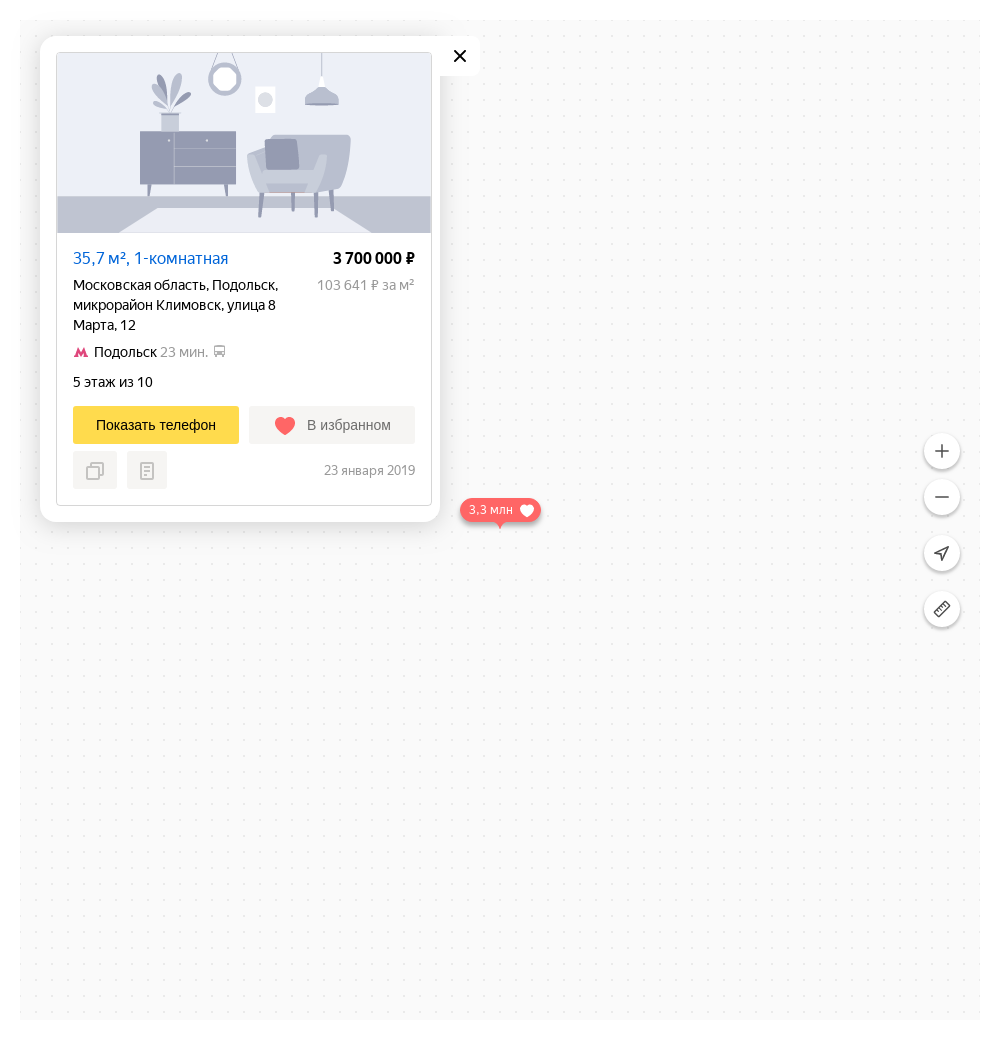 35,7 м², 1-комнатная
3 700 000 ₽
Московская область, Подольск,
103 641 ₽ за м²
микрорайон Климовск, улица 8
Марта, 12
Подольск 23 мин.
5 этаж из 10
Показать телефон
В избранном
23 января 2019
3,3 млн